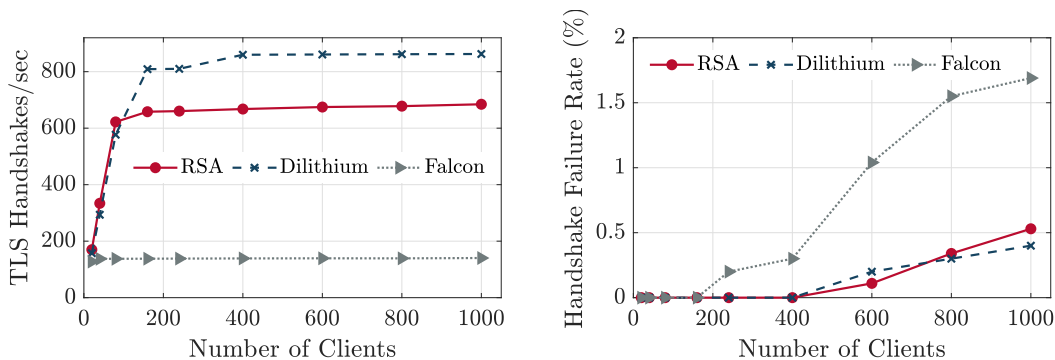 TLS Handshakes/sec
800
600
400
200
0
RSA Dilithium Falcon
0 200 400 600 800 1000
Number of Clients
Handshake Failure Rate (%)
2
1.5
1
0.5
0
RSA Dilithium Falcon
0 200 400 600 800 1000
Number of Clients